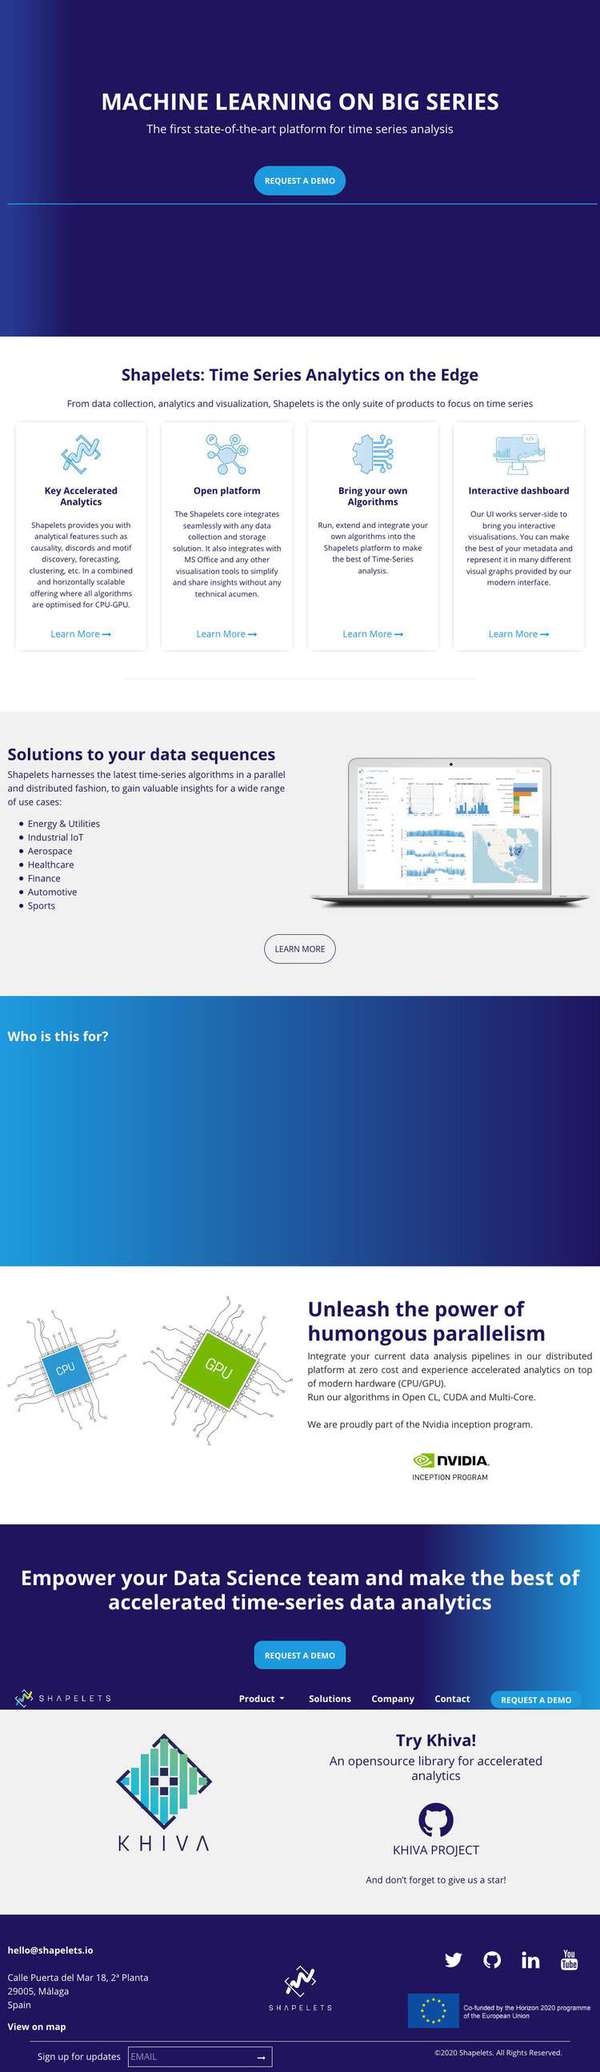 MACHINE LEARNING ON BIG SERIES
The first state-of-the-art platform for time series analysis
REQUEST A DEMO
Shapelets: Time Series Analytics on the Edge
From data collection, analytics and visualization, Shapelets is the only suite of products to focus on time series
Key Accelerated
Analytics
Shapelets provides you with
analytical features such as
causality, discords and motif
discovery, forecasting,
clustering, etc. In a combined
and horizontally scalable
offering where all algorithms
are optimised for CPU-GPU.
Learn More
Open platform
The Shapelets core integrates
seamlessly with any data
collection and storage
solution. It also integrates with
MS Office and any other
visualisation tools to simplify
and share insights without any
technical acumen.
Learn More
Bring your own
Algorithms
Run, extend and integrate your
own algorithms into the
Shapelets platform to make
the best of Time-Series
analysis.
Learn More
Interactive dashboard
Our UI works server-side to
bring you interactive
visualisations. You can make
the best of your metadata and
represent it in many different
visual graphs provided by our
modern interface.
Learn More
Solutions to your data sequences
Shapelets harnesses the latest time-series algorithms in a parallel
and distributed fashion, to gain valuable insights for a wide range
of use cases:
Energy & Utilities
Industrial IoT
Aerospace
Healthcare
Finance
Automotive
Sports
LEARN MORE
Who is this for?
CPU
GPU
Unleash the power of
humongous parallelism
Integrate your current data analysis pipelines in our distributed
platform at zero cost and experience accelerated analytics on top
of modern hardware (CPU/GPU).
Run our algorithms in Open CL, CUDA and Multi-Core.
We are proudly part of the Nvidia inception program.
NVIDIA.
INCEPTION PROGRAM
Empower your Data Science team and make the best of
accelerated time-series data analytics
REQUEST A DEMO
SHAPELETS
Product
Solutions
Company
Contact
REQUEST A DEMO
KHIVA
Try Khiva!
An opensource library for accelerated
analytics
KHIVA PROJECT
And don't forget to give us a star!
hello@shapelets.io
Calle Puerta del Mar 18, 2ª Planta
29005, Málaga
Spain
View on map
SHAPELETS
You
Tube
Co-funded by the Horizon 2020 programme
of the European Union
Sign up for updates
EMAIL
©2020 Shapelets. All Rights Reserved.